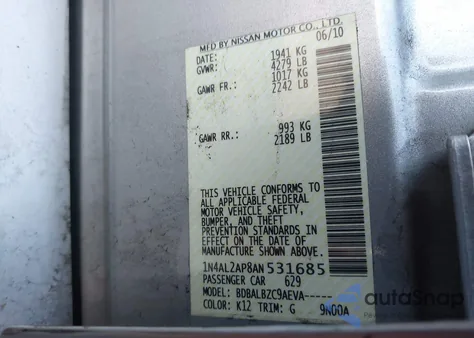 MFD BY NISSAN MOTOR CO., LTD.
DATE: 06/10
GVWR: 1941 KG
4279 LB
GAWR FR.: 1017 KG
2242 LB
GAWR RR.: 993 KG
2189 LB
THIS VEHICLE CONFORMS TO
ALL APPLICABLE FEDERAL
MOTOR VEHICLE SAFETY,
BUMPER, AND THEFT
PREVENTION STANDARDS IN
EFFECT ON THE DATE OF
MANUFACTURE SHOWN ABOVE.
1N4AL2AP8AN531685
PASSENGER CAR 629
MODEL: BDBALBZC9AEVA-----
COLOR: K12 TRIM: G 9N00A
autoSnap